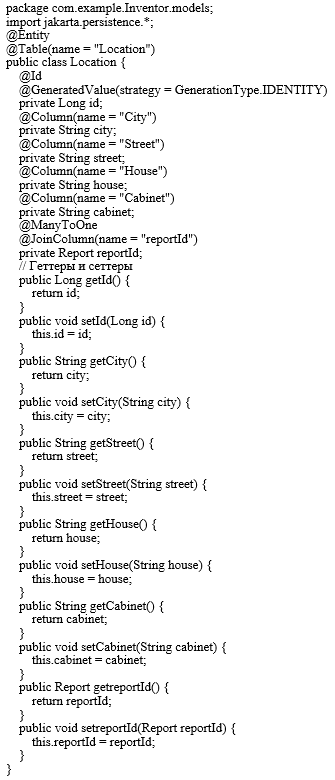 package com.example.Inventor.models;
import jakarta.persistence.*;
@Entity
@Table(name = "Location")
public class Location {
    @Id
    @GeneratedValue(strategy = GenerationType.IDENTITY)
    private Long id;
    @Column(name = "City")
    private String city;
    @Column(name = "Street")
    private String street;
    @Column(name = "House")
    private String house;
    @Column(name = "Cabinet")
    private String cabinet;
    @ManyToOne
    @JoinColumn(name = "reportId")
    private Report reportId;
    // Геттеры и сеттеры
    public Long getId() {
        return id;
    }
    public void setId(Long id) {
        this.id = id;
    }
    public String getCity() {
        return city;
    }
    public void setCity(String city) {
        this.city = city;
    }
    public String getStreet() {
        return street;
    }
    public void setStreet(String street) {
        this.street = street;
    }
    public String getHouse() {
        return house;
    }
    public void setHouse(String house) {
        this.house = house;
    }
    public String getCabinet() {
        return cabinet;
    }
    public void setCabinet(String cabinet) {
        this.cabinet = cabinet;
    }
    public Report getreportId() {
        return reportId;
    }
    public void setreportId(Report reportId) {
        this.reportId = reportId;
    }
}